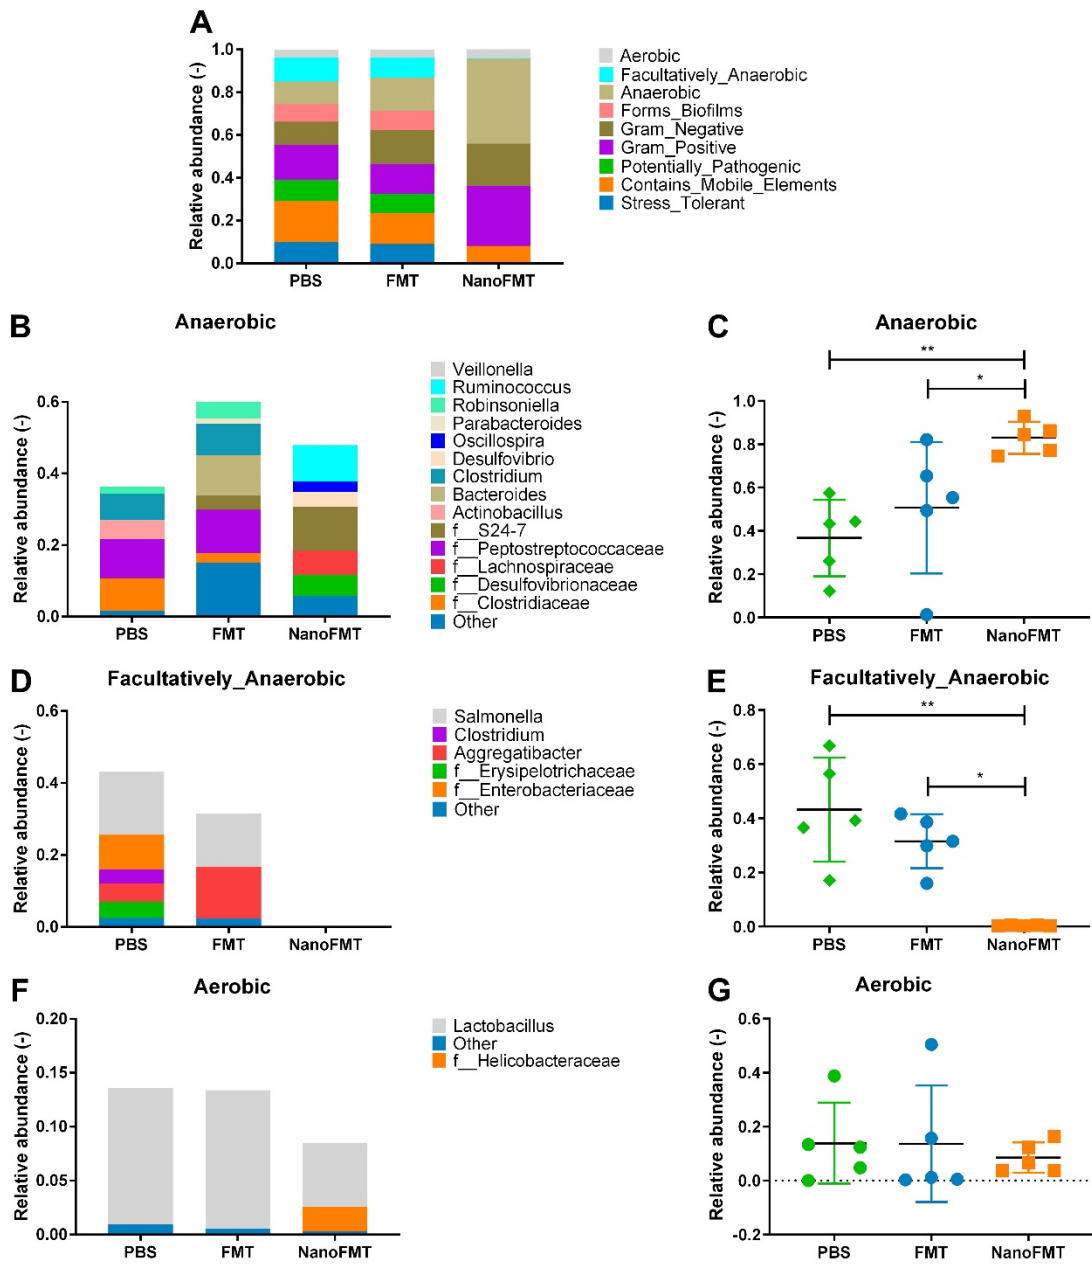 A
Relative abundance (-)
1.0
0.8
0.6
0.4
0.2
0.0
PBS
FMT
NanoFMT
Aerobic
Facultatively_Anaerobic
Anaerobic
Forms_Biofilms
Gram_Negative
Gram_Positive
Potentially_Pathogenic
Contains_Mobile_Elements
Stress_Tolerant
B
Anaerobic
Relative abundance (-)
0.6
0.4
0.2
0.0
PBS
FMT
NanoFMT
Veillonella
Ruminococcus
Robinsoniella
Parabacteroides
Oscillospira
Desulfovibrio
Clostridium
Bacteroides
Actinobacillus
f__S24-7
f__Peptostreptococcaceae
f__Lachnospiraceae
f__Desulfovibrionaceae
f__Clostridiaceae
Other
C
Anaerobic
**
*
Relative abundance (-)
1.0
0.8
0.6
0.4
0.2
0.0
PBS
FMT
NanoFMT
D
Facultatively_Anaerobic
Relative abundance (-)
0.6
0.4
0.2
0.0
PBS
FMT
NanoFMT
Salmonella
Clostridium
Aggregatibacter
f__Erysipelotrichaceae
f__Enterobacteriaceae
Other
E
Facultatively_Anaerobic
**
*
Relative abundance (-)
0.8
0.6
0.4
0.2
0.0
PBS
FMT
NanoFMT
F
Aerobic
Relative abundance (-)
0.20
0.15
0.10
0.05
0.00
PBS
FMT
NanoFMT
Lactobacillus
Other
f__Helicobacteraceae
G
Aerobic
Relative abundance (-)
0.6
0.4
0.2
0.0
-0.2
PBS
FMT
NanoFMT